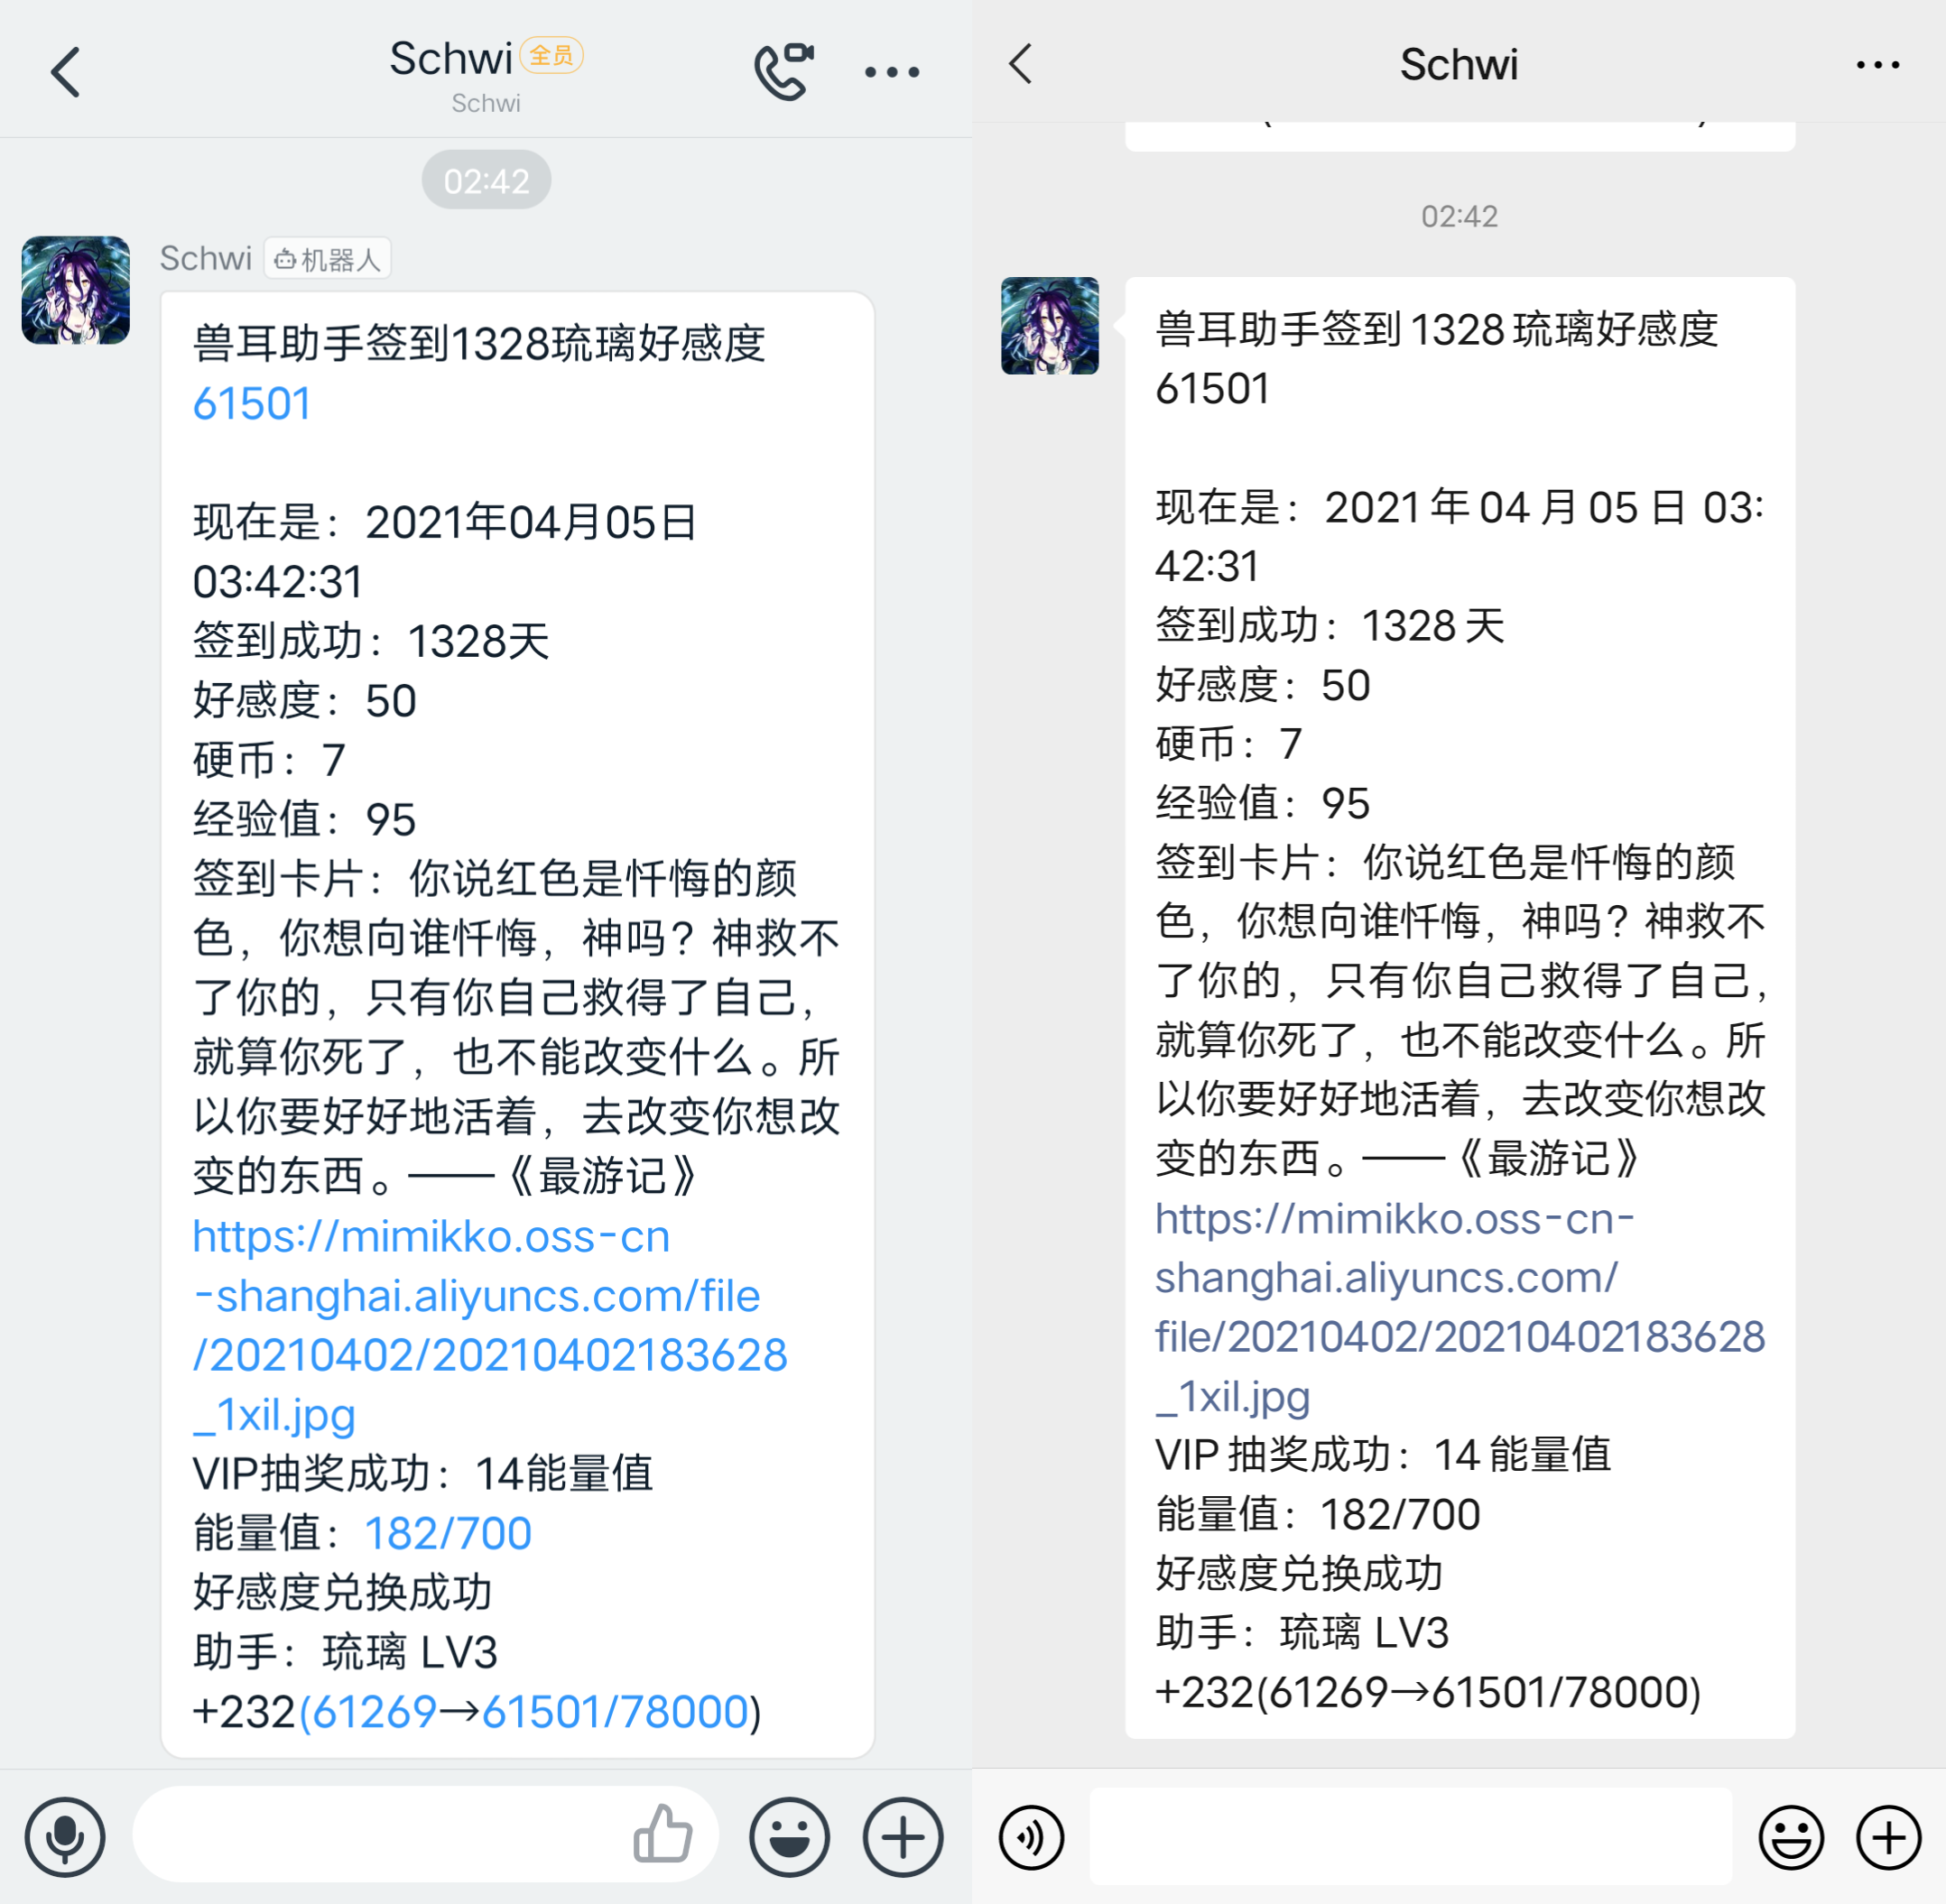 Schwi 全员
Schwi
02:42
Schwi 机器人
兽耳助手签到1328琉璃好感度
61501
现在是：2021年04月05日
03:42:31
签到成功：1328天
好感度：50
硬币：7
经验值：95
签到卡片：你说红色是忏悔的颜
色，你想向谁忏悔，神吗？神救不
了你的，只有你自己救得了自己，
就算你死了，也不能改变什么。所
以你要好好地活着，去改变你想改
变的东西。——《最游记》
https://mimikko.oss-cn
-shanghai.aliyuncs.com/file
/20210402/20210402183628
_1xil.jpg
VIP抽奖成功：14能量值
能量值：182/700
好感度兑换成功
助手：琉璃 LV3
+232(61269→61501/78000)
Schwi
02:42
兽耳助手签到1328琉璃好感度
61501
现在是：2021年04月05日 03:
42:31
签到成功：1328天
好感度：50
硬币：7
经验值：95
签到卡片：你说红色是忏悔的颜
色，你想向谁忏悔，神吗？神救不
了你的，只有你自己救得了自己，
就算你死了，也不能改变什么。所
以你要好好地活着，去改变你想改
变的东西。——《最游记》
https://mimikko.oss-cn-
shanghai.aliyuncs.com/
file/20210402/20210402183628
_1xil.jpg
VIP抽奖成功：14能量值
能量值：182/700
好感度兑换成功
助手：琉璃 LV3
+232(61269→61501/78000)